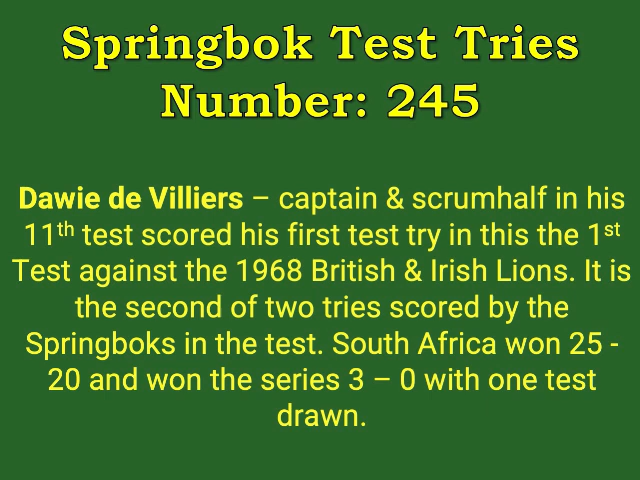 Springbok Test Tries
Number: 245
Dawie de Villiers – captain & scrumhalf in his
11th test scored his first test try in this the 1st
Test against the 1968 British & Irish Lions. It is
the second of two tries scored by the
Springboks in the test. South Africa won 25 -
20 and won the series 3 – 0 with one test
drawn.